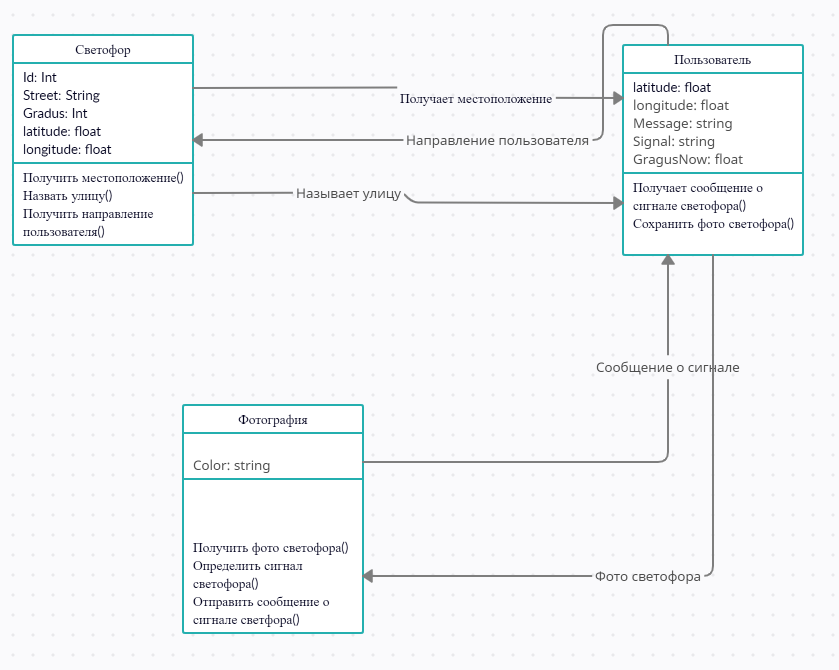 Светофор
Id: Int
Street: String
Gradus: Int
latitude: float
longitude: float
Получить местоположение()
Назвать улицу()
Получить направление
пользователя()
Получает местоположение
Направление пользователя
Называет улицу
Пользователь
latitude: float
longitude: float
Message: string
Signal: string
GragusNow: float
Получает сообщение о
сигнале светофора()
Сохранить фото светофора()
Сообщение о сигнале
Фотография
Color: string
Получить фото светофора()
Определить сигнал
светофора()
Отправить сообщение о
сигнале светфора()
Фото светофора